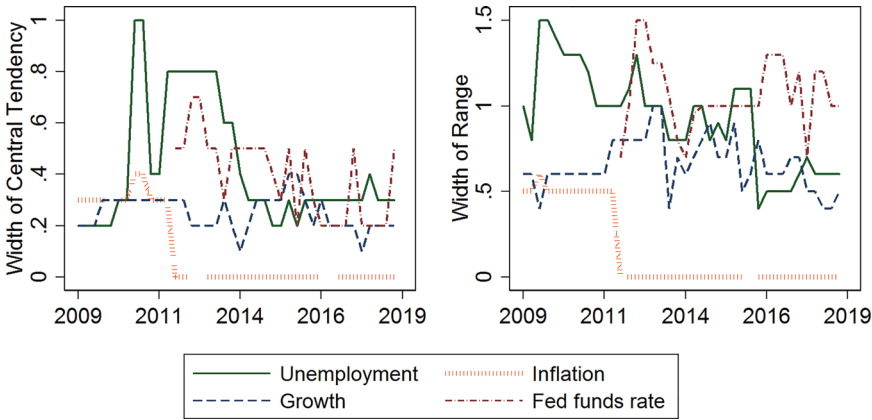 Width of Central Tendency
1
.8
.6
.4
.2
0
2009 2011 2014 2016 2019
Width of Range
1.5
1
.5
0
2009 2011 2014 2016 2019
Unemployment Inflation
Growth Fed funds rate